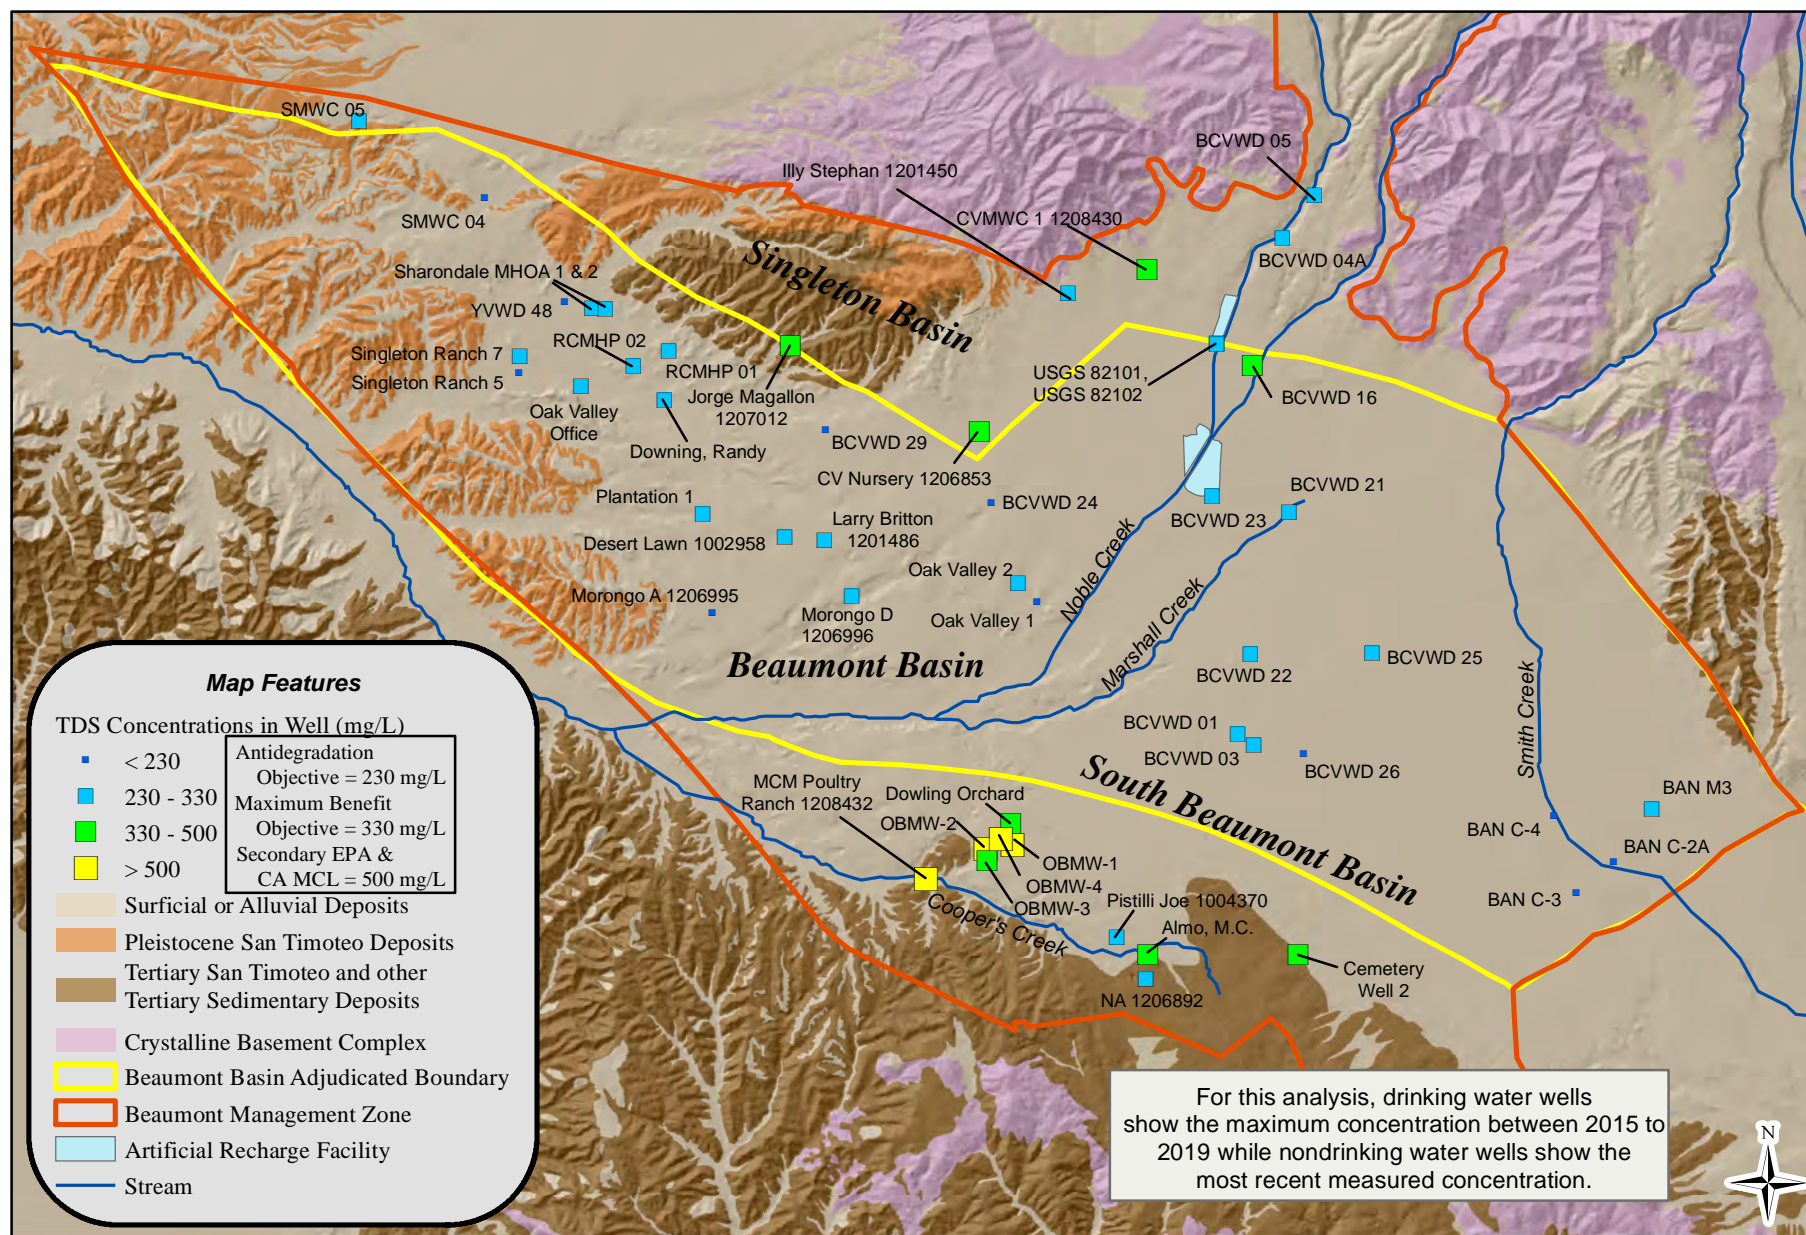 SMWC 05
BCVWD 05
Illy Stephan 1201450
CVMWC 1 1208430
SMWC 04
BCVWD 04A
Singleton Basin
Sharondale MHOA 1 & 2
YVWD 48
RCMHP 02
Singleton Ranch 7
Singleton Ranch 5
RCMHP 01
USGS 82101,
USGS 82102
Jorge Magallon
1207012
BCVWD 16
Oak Valley
Office
BCVWD 29
Downing, Randy
CV Nursery 1206853
Plantation 1
BCVWD 24
BCVWD 21
Larry Britton
1201486
BCVWD 23
Desert Lawn 1002958
Noble Creek
Oak Valley 2
Morongo A 1206995
Morongo D
1206996
Oak Valley 1
Marshall Creek
Beaumont Basin
BCVWD 22
BCVWD 25
Smith Creek
BCVWD 01
BCVWD 03
BCVWD 26
South Beaumont Basin
MCM Poultry
Ranch 1208432
Dowling Orchard
OBMW-2
BAN M3
BAN C-4
BAN C-2A
OBMW-1
OBMW-4
OBMW-3
BAN C-3
Cooper's Creek
Pistilli Joe 1004370
Almo, M.C.
Cemetery
Well 2
NA 1206892
Map Features
TDS Concentrations in Well (mg/L)
< 230
230 - 330
330 - 500
> 500
Antidegradation
Objective = 230 mg/L
Maximum Benefit
Objective = 330 mg/L
Secondary EPA &
CA MCL = 500 mg/L
Surficial or Alluvial Deposits
Pleistocene San Timoteo Deposits
Tertiary San Timoteo and other
Tertiary Sedimentary Deposits
Crystalline Basement Complex
Beaumont Basin Adjudicated Boundary
Beaumont Management Zone
Artificial Recharge Facility
Stream
For this analysis, drinking water wells
show the maximum concentration between 2015 to
2019 while nondrinking water wells show the
most recent measured concentration.
N